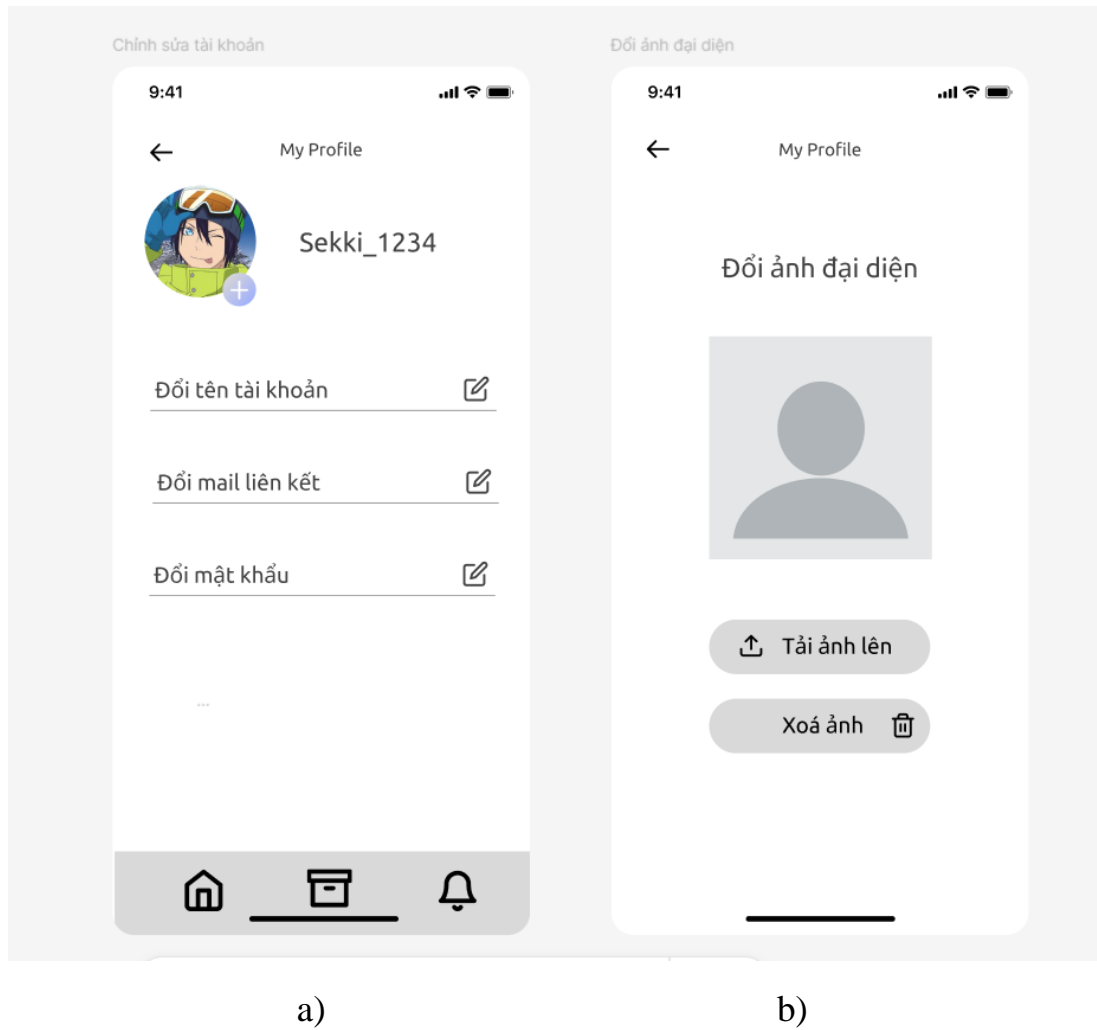 Chỉnh sửa tài khoản
9:41
My Profile
Sekki_1234
Đổi tên tài khoản
Đổi mail liên kết
Đổi mật khẩu
...
Đổi ảnh đại diện
9:41
My Profile
Đổi ảnh đại diện
Tải ảnh lên
Xoá ảnh
a)
b)